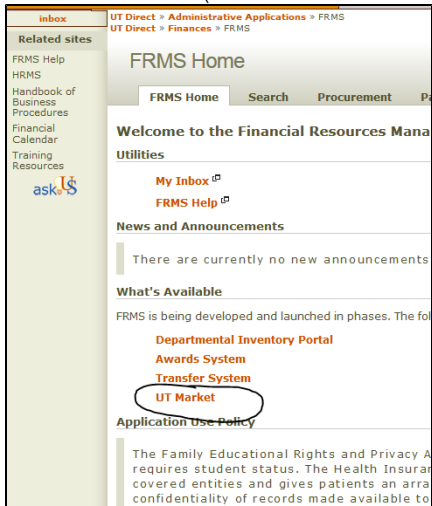 inbox
Related sites
FRMS Help
HRMS
Handbook of
Business
Procedures
Financial
Calendar
Training
Resources
askUS
UT Direct » Administrative Applications » FRMS
UT Direct » Finances » FRMS
FRMS Home
FRMS Home Search Procurement Pa
Welcome to the Financial Resources Mana
Utilities
My Inbox
FRMS Help
News and Announcements
There are currently no new announcements
What's Available
FRMS is being developed and launched in phases. The fol
Departmental Inventory Portal
Awards System
Transfer System
UT Market
Application Use Policy
The Family Educational Rights and Privacy A
requires student status. The Health Insuran
covered entities and gives patients an arra
confidentiality of records made available to